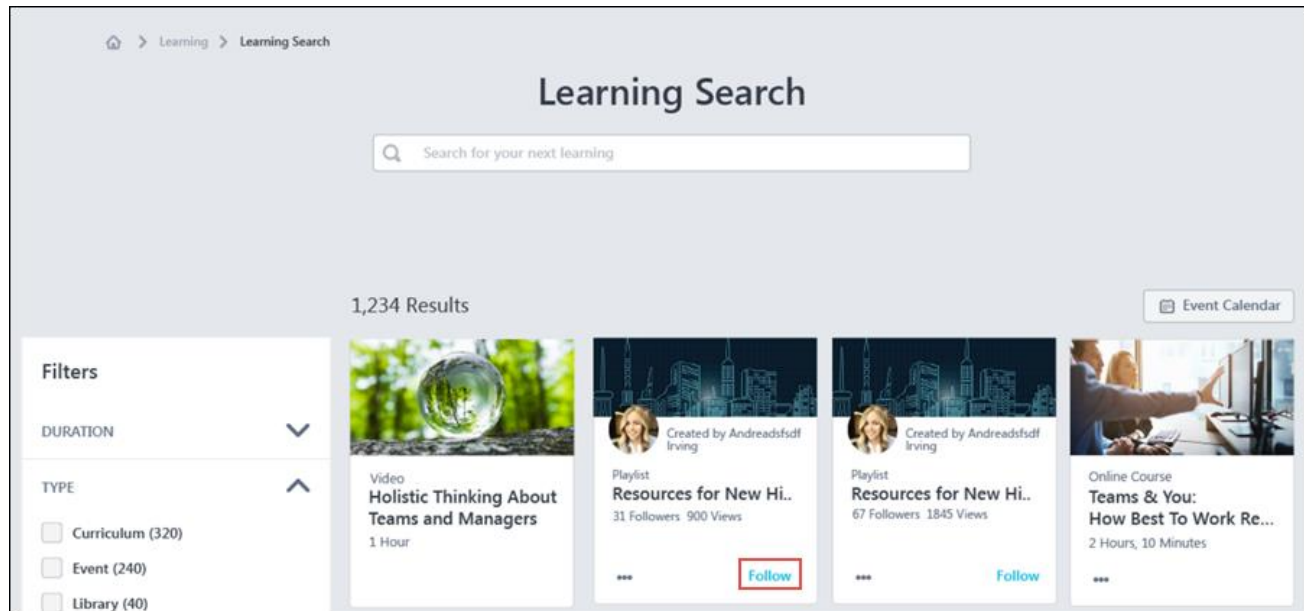 Learning > Learning Search
Learning Search
Search for your next learning
1,234 Results
Event Calendar
Filters
DURATION
TYPE
Curriculum (320)
Event (240)
Library (40)
Video
Holistic Thinking About
Teams and Managers
1 Hour
Created by Andreadsfsdf
Irving
Playlist
Resources for New Hi..
31 Followers 900 Views
••• Follow
Created by Andreadsfsdf
Irving
Playlist
Resources for New Hi..
67 Followers 1845 Views
••• Follow
Online Course
Teams & You:
How Best To Work Re...
2 Hours, 10 Minutes
•••